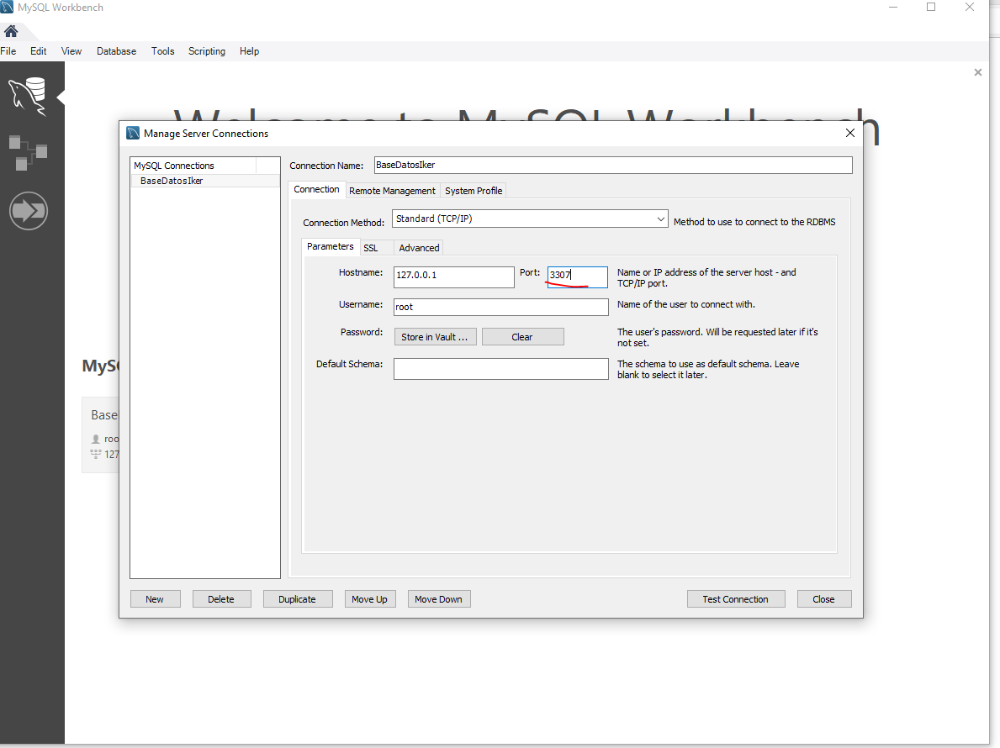 MySQL Workbench
File Edit View Database Tools Scripting Help
Welcome to MySQL Workbench
Manage Server Connections
MySQL Connections
BaseDatosIker
Connection Name: BaseDatosIker
Connection Remote Management System Profile
Connection Method: Standard (TCP/IP) Method to use to connect to the RDBMS
Parameters SSL Advanced
Hostname: 127.0.0.1 Port: 3307 Name or IP address of the server host - and
TCP/IP port.
Username: root Name of the user to connect with.
Password: Store in Vault ... Clear The user's password. Will be requested later if it's
not set.
Default Schema: The schema to use as default schema. Leave
blank to select it later.
MyS
Base
roo
127
New Delete Duplicate Move Up Move Down Test Connection Close